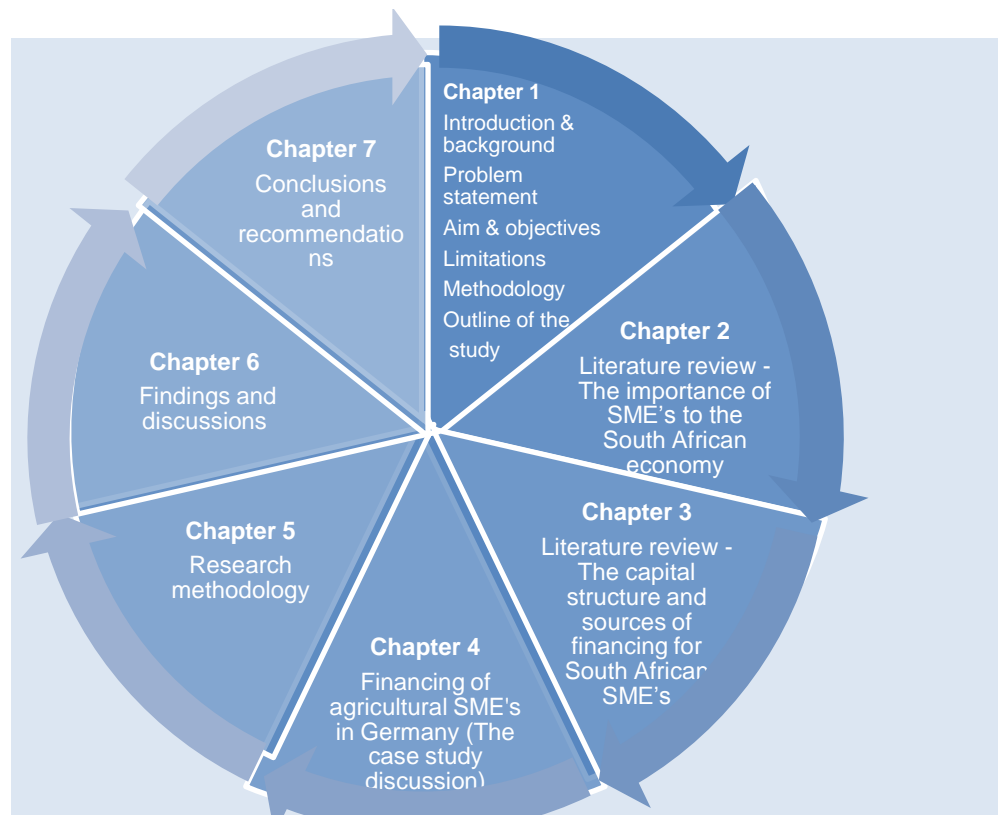 Chapter 1
Introduction &
background
Problem
statement
Aim & objectives
Limitations
Methodology
Outline of the
study
Chapter 2
Literature review -
The importance of
SME's to the
South African
economy
Chapter 3
Literature review -
The capital
structure and
sources of
financing for
South African
SME's
Chapter 4
Financing of
agricultural SME's
in Germany (The
case study
discussion)
Chapter 5
Research
methodology
Chapter 6
Findings and
discussions
Chapter 7
Conclusions
and
recommendatio
ns